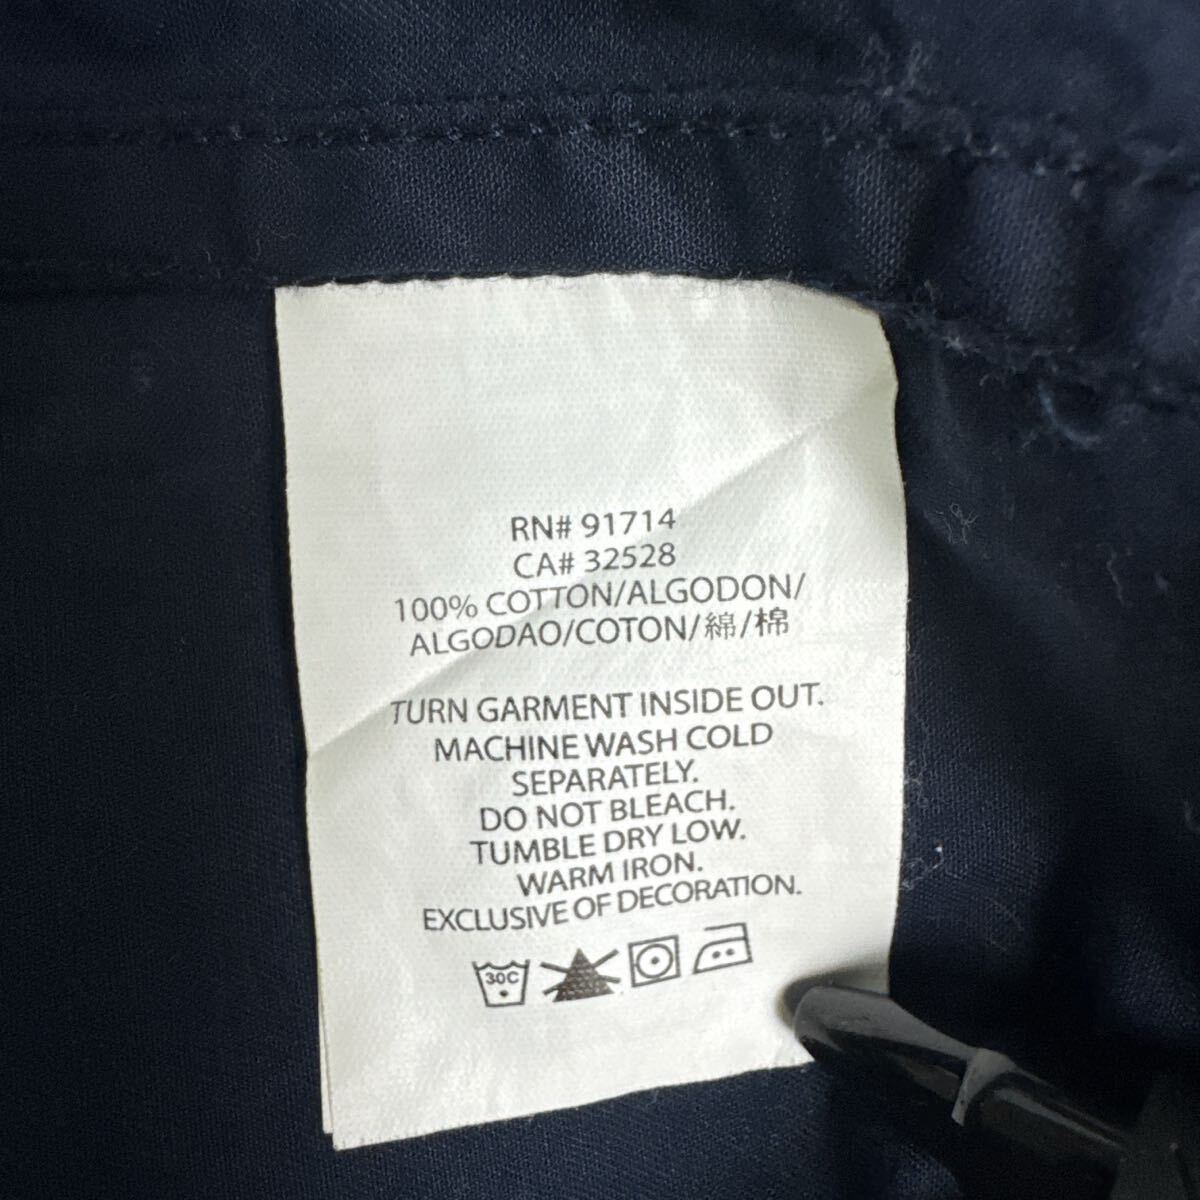 RN# 91714
CA# 32528
100% COTTON/ALGODON/
ALGODAO/COTON/綿/棉
TURN GARMENT INSIDE OUT.
MACHINE WASH COLD
SEPARATELY.
DO NOT BLEACH.
TUMBLE DRY LOW.
WARM IRON.
EXCLUSIVE OF DECORATION.
30C